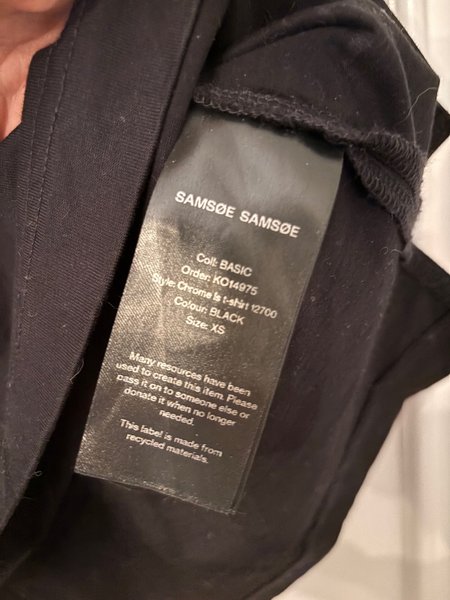 SAMSØE SAMSØE
Coll: BASIC
Order: KO14975
Style: Chrome ls t-shirt 12700
Colour: BLACK
Size: XS
Many resources have been
used to create this item. Please
pass it on to someone else or
donate it when no longer
needed.
This label is made from
recycled materials.